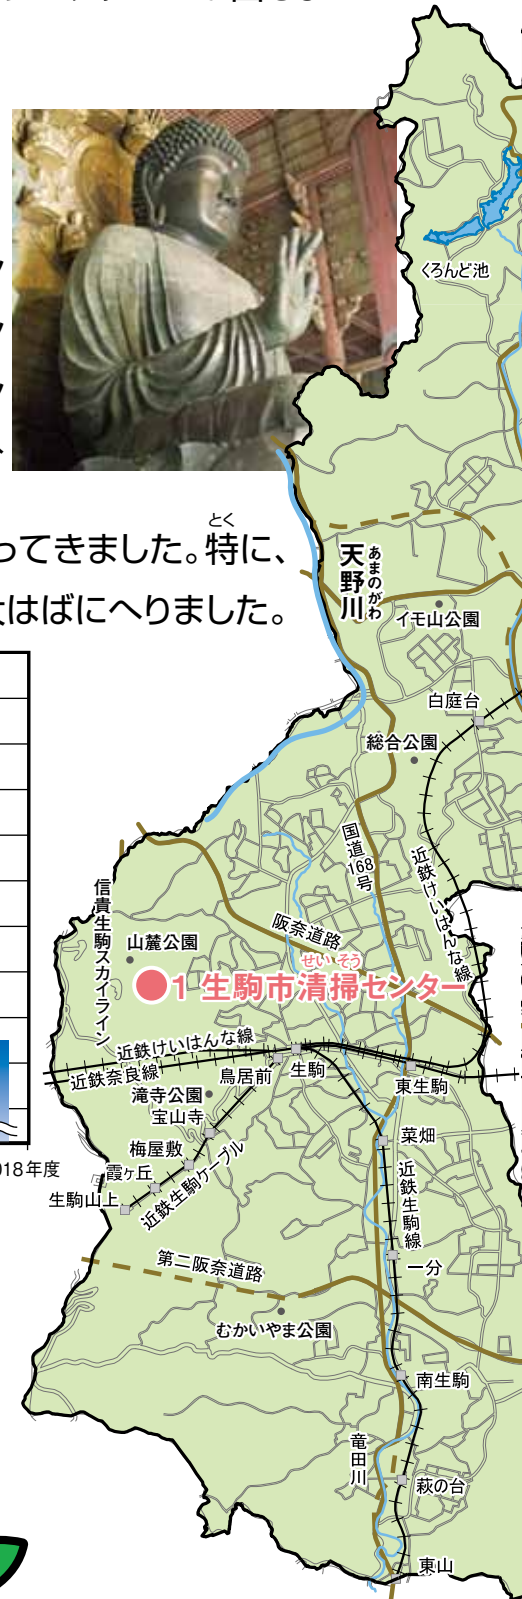 とく
ってきました。特に、
はばにへりました。
018年度
くろんど池
天野川
あまのがわ
イモ山公園
白庭台
総合公園
国道168号
近鉄けいはんな線
阪奈道路
信貴生駒スカイライン
山麓公園
せい そう
1 生駒市清掃センター
近鉄けいはんな線
近鉄奈良線
鳥居前
生駒
東生駒
滝寺公園
宝山寺
菜畑
梅屋敷
霞ヶ丘
生駒山上
近鉄生駒ケーブル
近鉄生駒線
第二阪奈道路
一分
むかいやま公園
南生駒
竜田川
萩の台
東山